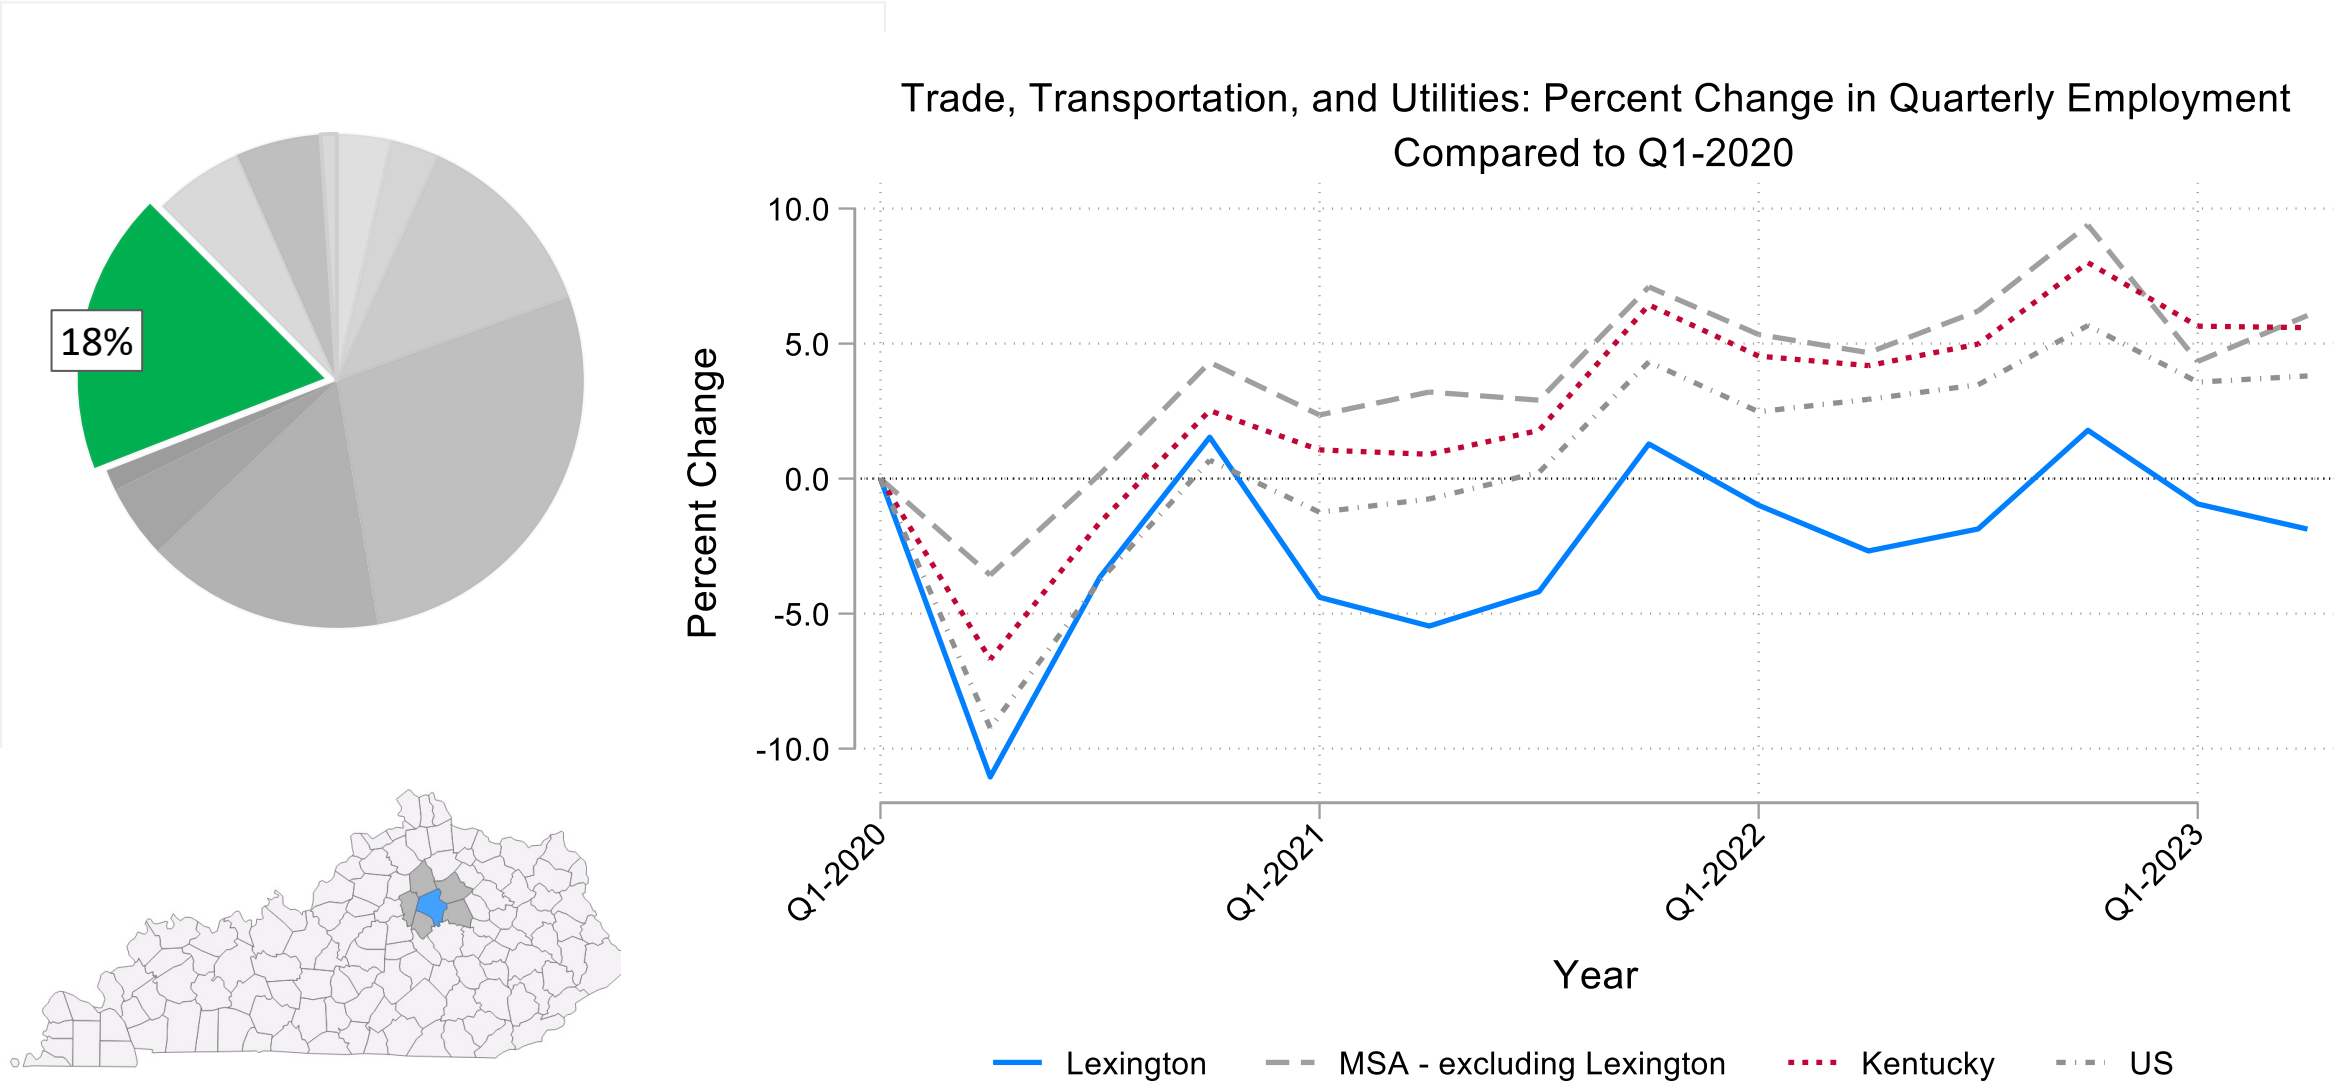 18%
Trade, Transportation, and Utilities: Percent Change in Quarterly Employment
Compared to Q1-2020
Percent Change
10.0
5.0
0.0
-5.0
-10.0
Q1-2020
Q1-2021
Q1-2022
Q1-2023
Year
Lexington
MSA - excluding Lexington
Kentucky
US